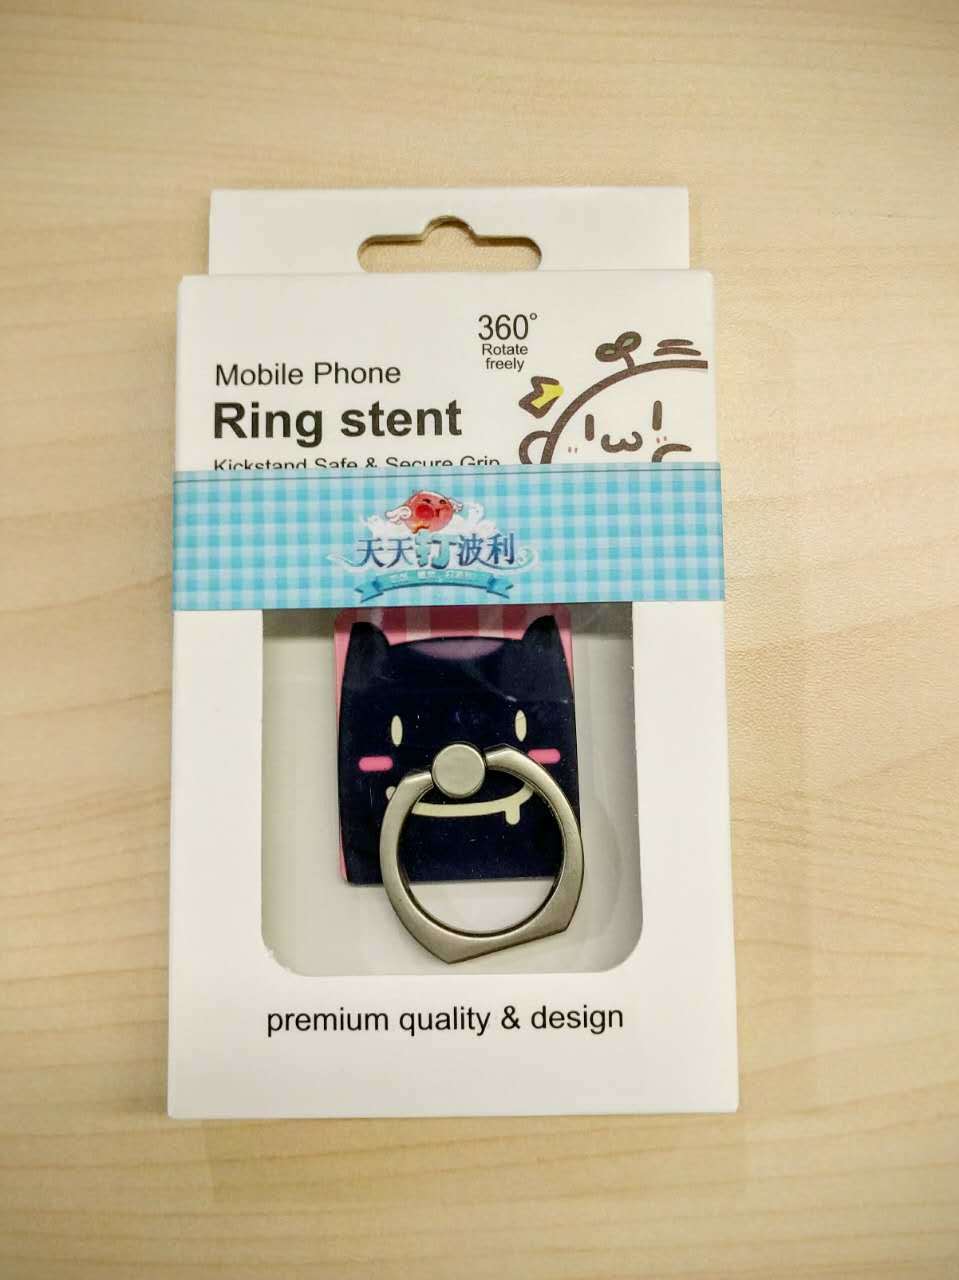 360°
Rotate
freely
Mobile Phone
Ring stent
Kickstand Safe & Secure Grip
天天打波利
premium quality & design